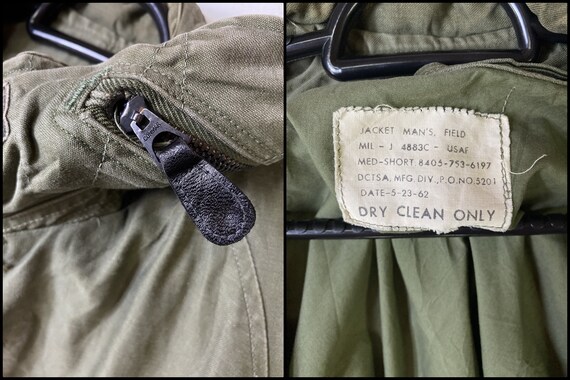 JACKET MAN'S, FIELD
MIL - J 4883C - USAF
MED-SHORT 8405-753-6197
DCTSA. MFG. DIV., P.O. NO. 5201
DATE-5-23-62
DRY CLEAN ONLY